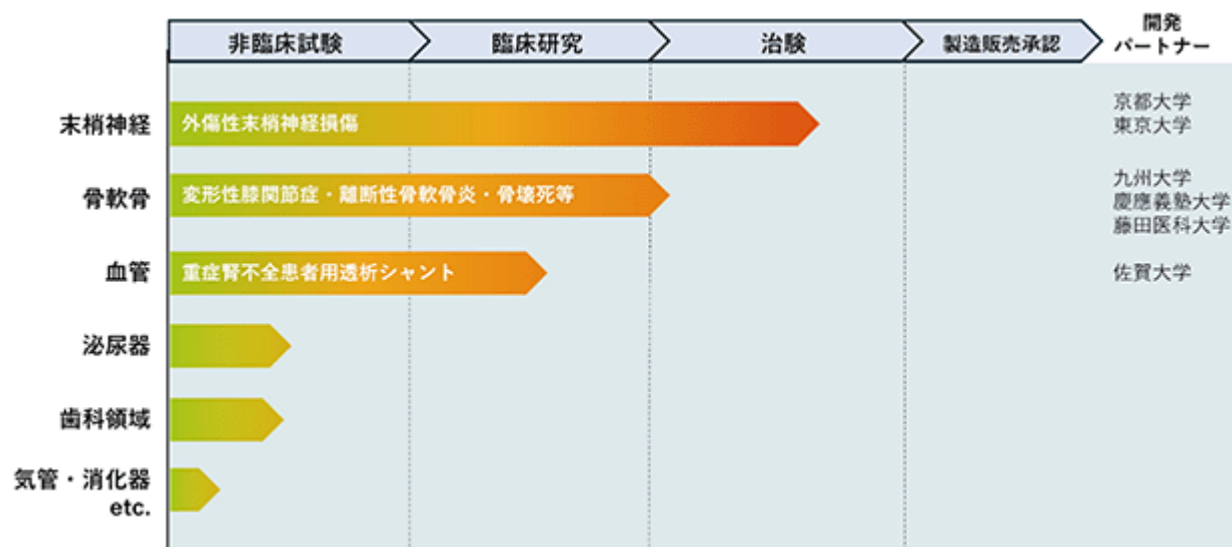 非臨床試験
臨床研究
治験
製造販売承認
開発
パートナー
末梢神経
外傷性末梢神経損傷
京都大学
東京大学
骨軟骨
変形性膝関節症・離断性骨軟骨炎・骨壊死等
九州大学
慶應義塾大学
藤田医科大学
血管
重症腎不全患者用透析シャント
佐賀大学
泌尿器
歯科領域
気管・消化器
etc.